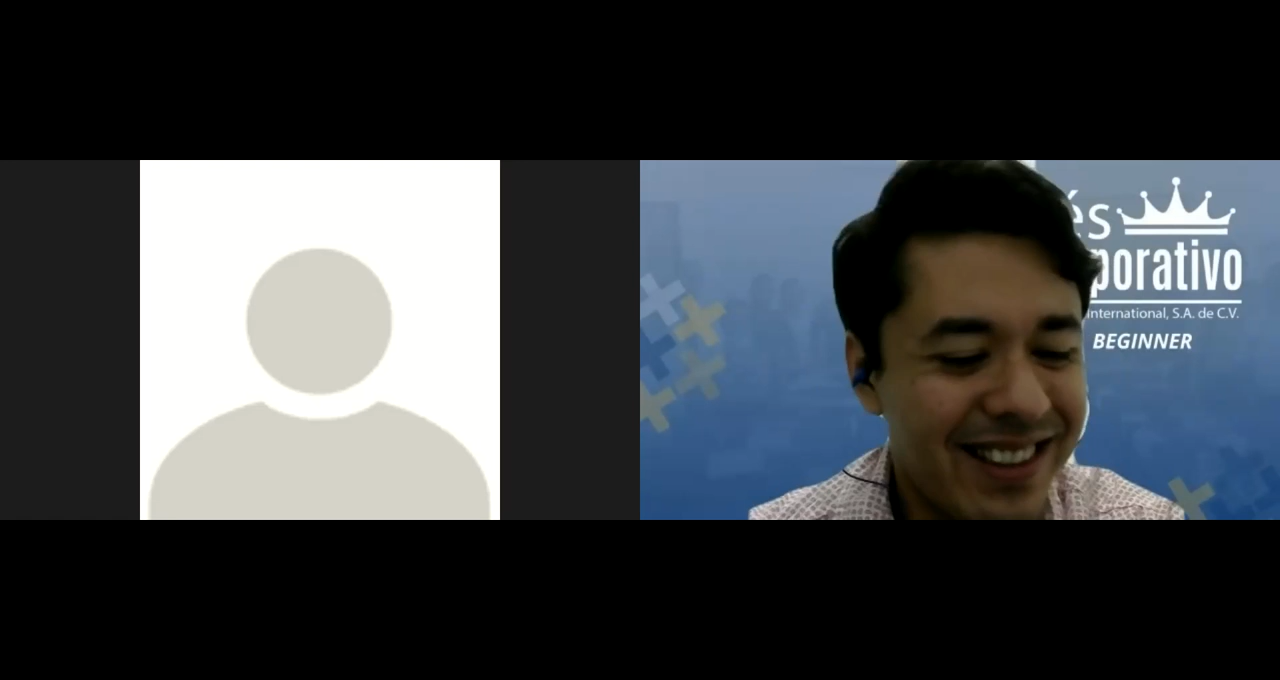 és
porativo
International, S.A. de C.V.
BEGINNER